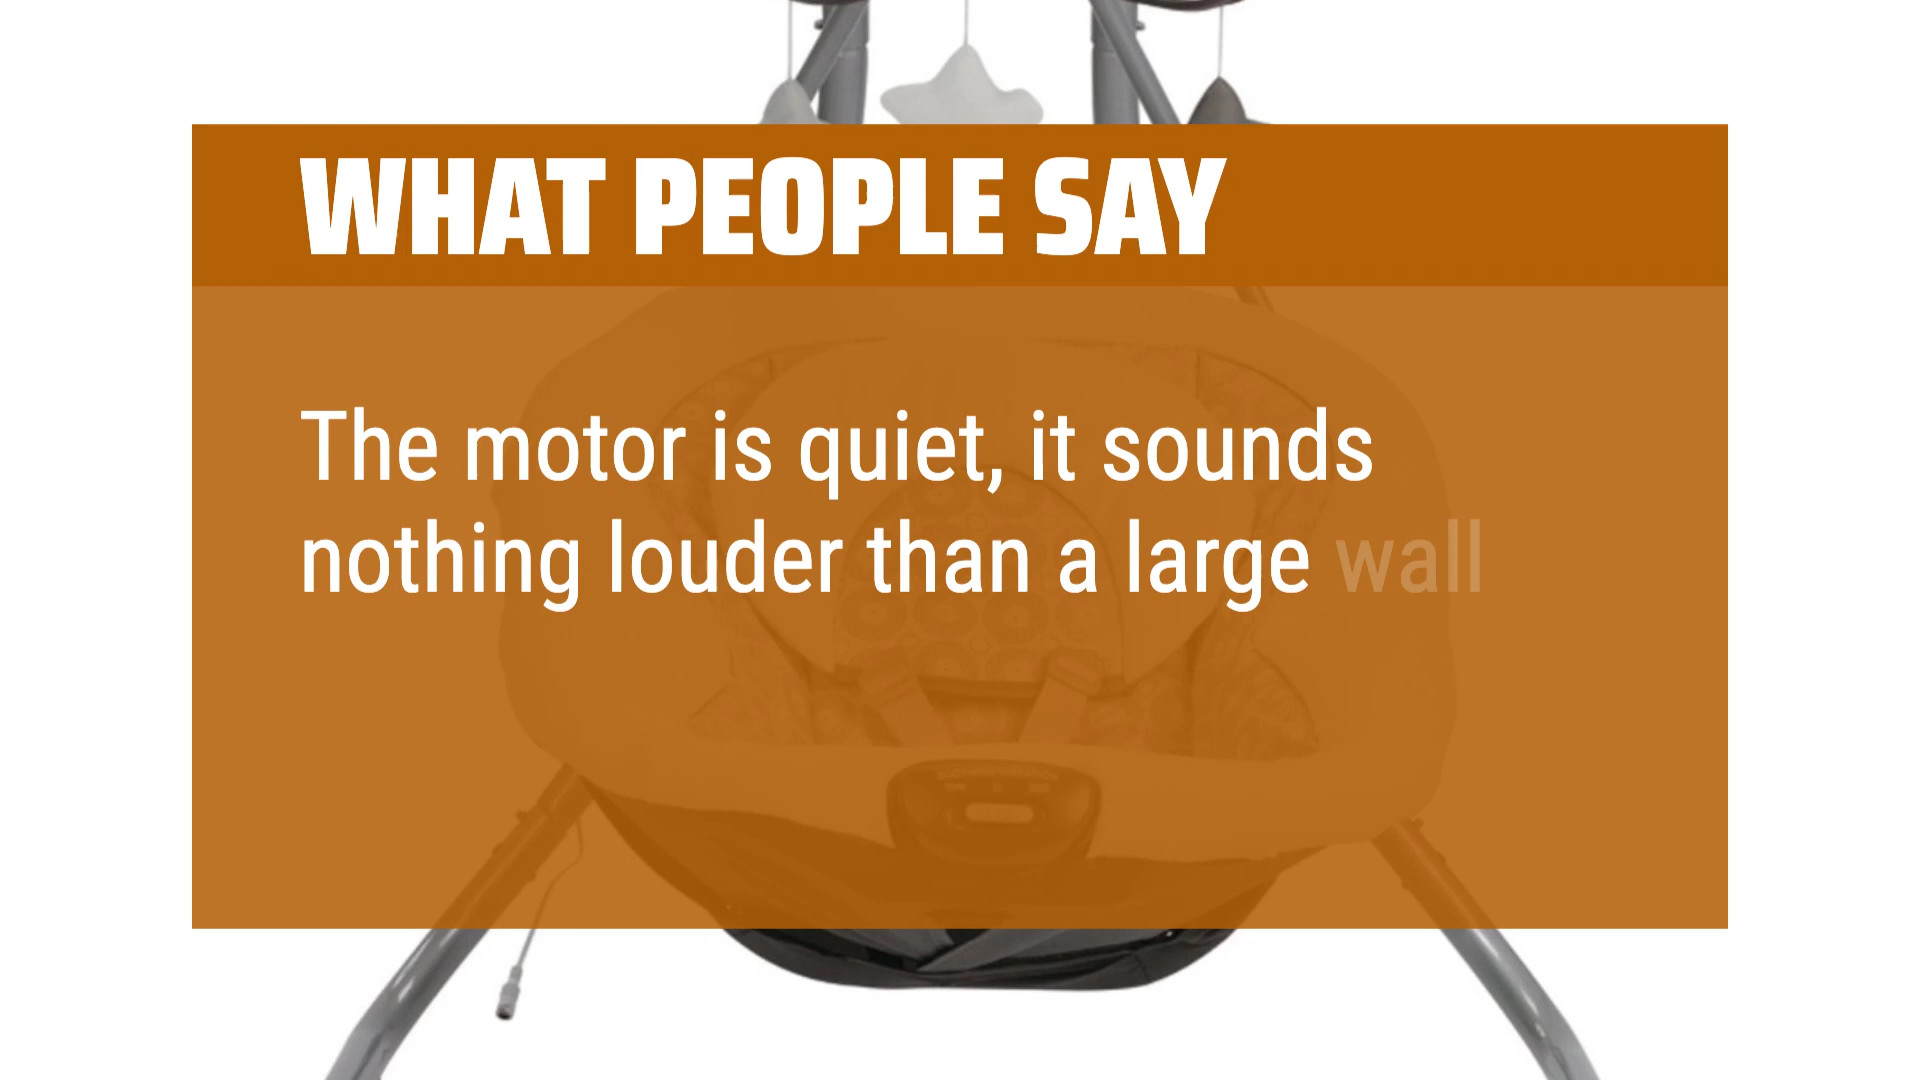 WHAT PEOPLE SAY
The motor is quiet, it sounds
nothing louder than a large wall